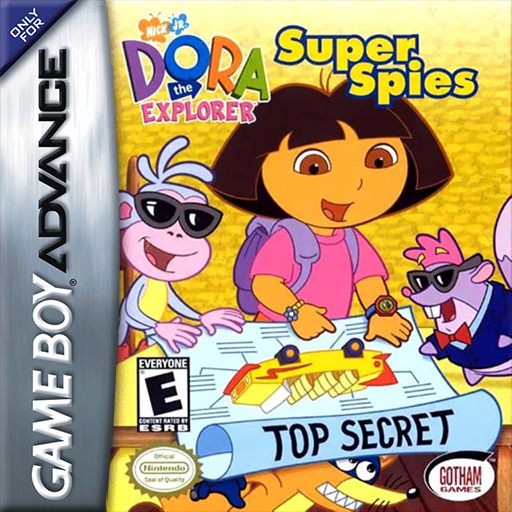 ONLY
FOR
GAME BOY ADVANCE
NICK JR.
DORA
the
EXPLORER
Super
Spies
EVERYONE
E
CONTENT RATED BY
ESRB
TOP SECRET
Official
Nintendo
Seal of Quality
GOTHAM
GAMES